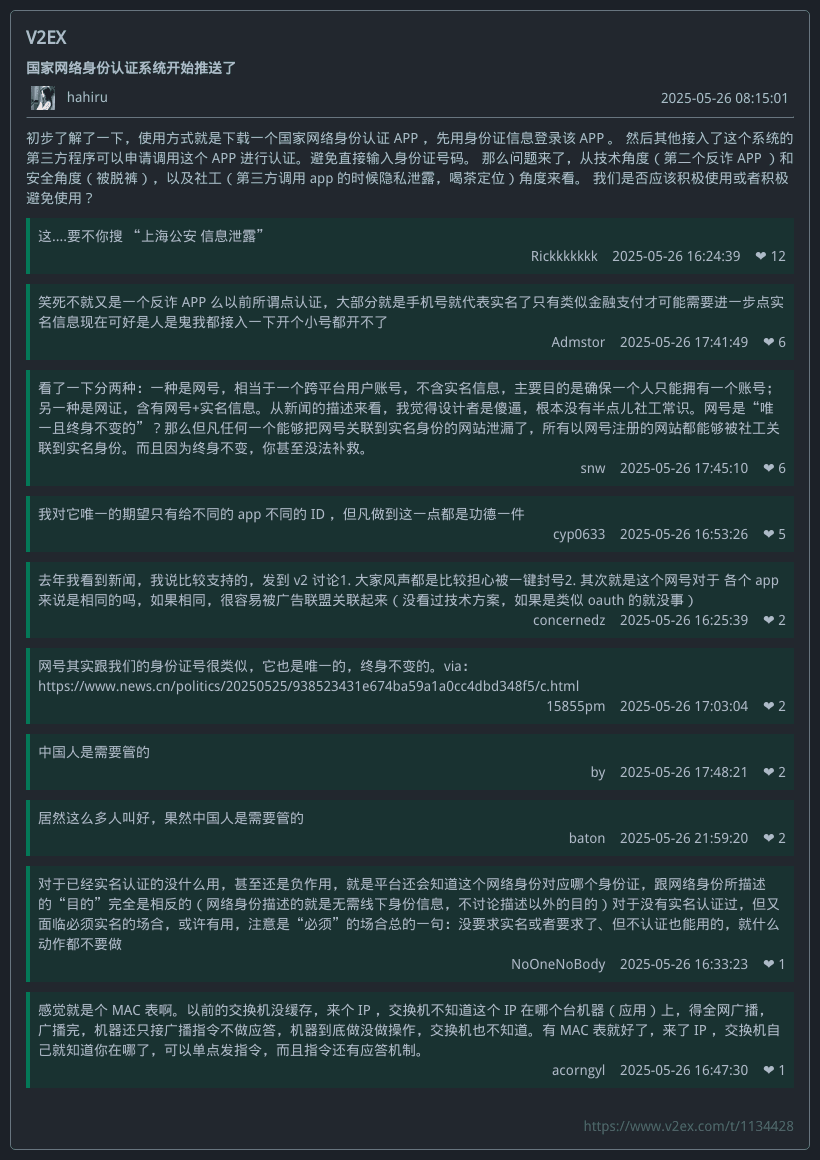 V2EX
国家网络身份认证系统开始推送了
hahiru 2025-05-26 08:15:01
初步了解了一下，使用方式就是下载一个国家网络身份认证 APP ，先用身份证信息登录该 APP 。 然后其他接入了这个系统的
第三方程序可以申请调用这个 APP 进行认证。避免直接输入身份证号码。 那么问题来了，从技术角度（第二个反诈 APP ）和
安全角度（被脱裤），以及社工（第三方调用 app 的时候隐私泄露，喝茶定位）角度来看。 我们是否应该积极使用或者积极
避免使用？
这....要不你搜 “上海公安 信息泄露”
Rickkkkkkk 2025-05-26 16:24:39 ❤ 12
笑死不就又是一个反诈 APP 么以前所谓点认证，大部分就是手机号就代表实名了只有类似金融支付才可能需要进一步点实
名信息现在可好是人是鬼我都接入一下开个小号都开不了
Admstor 2025-05-26 17:41:49 ❤ 6
看了一下分两种：一种是网号，相当于一个跨平台用户账号，不含实名信息，主要目的是确保一个人只能拥有一个账号；
另一种是网证，含有网号+实名信息。从新闻的描述来看，我觉得设计者是傻逼，根本没有半点儿社工常识。网号是“唯
一且终身不变的” ？那么但凡任何一个能够把网号关联到实名身份的网站泄漏了，所有以网号注册的网站都能够被社工关
联到实名身份。而且因为终身不变，你甚至没法补救。
snw 2025-05-26 17:45:10 ❤ 6
我对它唯一的期望只有给不同的 app 不同的 ID ，但凡做到这一点都是功德一件
cyp0633 2025-05-26 16:53:26 ❤ 5
去年我看到新闻，我说比较支持的，发到 v2 讨论1. 大家风声都是比较担心被一键封号2. 其次就是这个网号对于 各个 app
来说是相同的吗，如果相同，很容易被广告联盟关联起来（没看过技术方案，如果是类似 oauth 的就没事）
concernedz 2025-05-26 16:25:39 ❤ 2
网号其实跟我们的身份证号很类似，它也是唯一的，终身不变的。via：
https://www.news.cn/politics/20250525/938523431e674ba59a1a0cc4dbd348f5/c.html
15855pm 2025-05-26 17:03:04 ❤ 2
中国人是需要管的
by 2025-05-26 17:48:21 ❤ 2
居然这么多人叫好，果然中国人是需要管的
baton 2025-05-26 21:59:20 ❤ 2
对于已经实名认证的没什么用，甚至还是负作用，就是平台还会知道这个网络身份对应哪个身份证，跟网络身份所描述
的“目的”完全是相反的（网络身份描述的就是无需线下身份信息，不讨论描述以外的目的）对于没有实名认证过，但又
面临必须实名的场合，或许有用，注意是“必须”的场合总的一句：没要求实名或者要求了、但不认证也能用的，就什么
动作都不要做
NoOneNoBody 2025-05-26 16:33:23 ❤ 1
感觉就是个 MAC 表啊。以前的交换机没缓存，来个 IP ，交换机不知道这个 IP 在哪个台机器（应用）上，得全网广播，
广播完，机器还只接广播指令不做应答，机器到底做没做操作，交换机也不知道。有 MAC 表就好了，来了 IP ，交换机自
己就知道你在哪了，可以单点发指令，而且指令还有应答机制。
acorngyl 2025-05-26 16:47:30 ❤ 1
https://www.v2ex.com/t/1134428